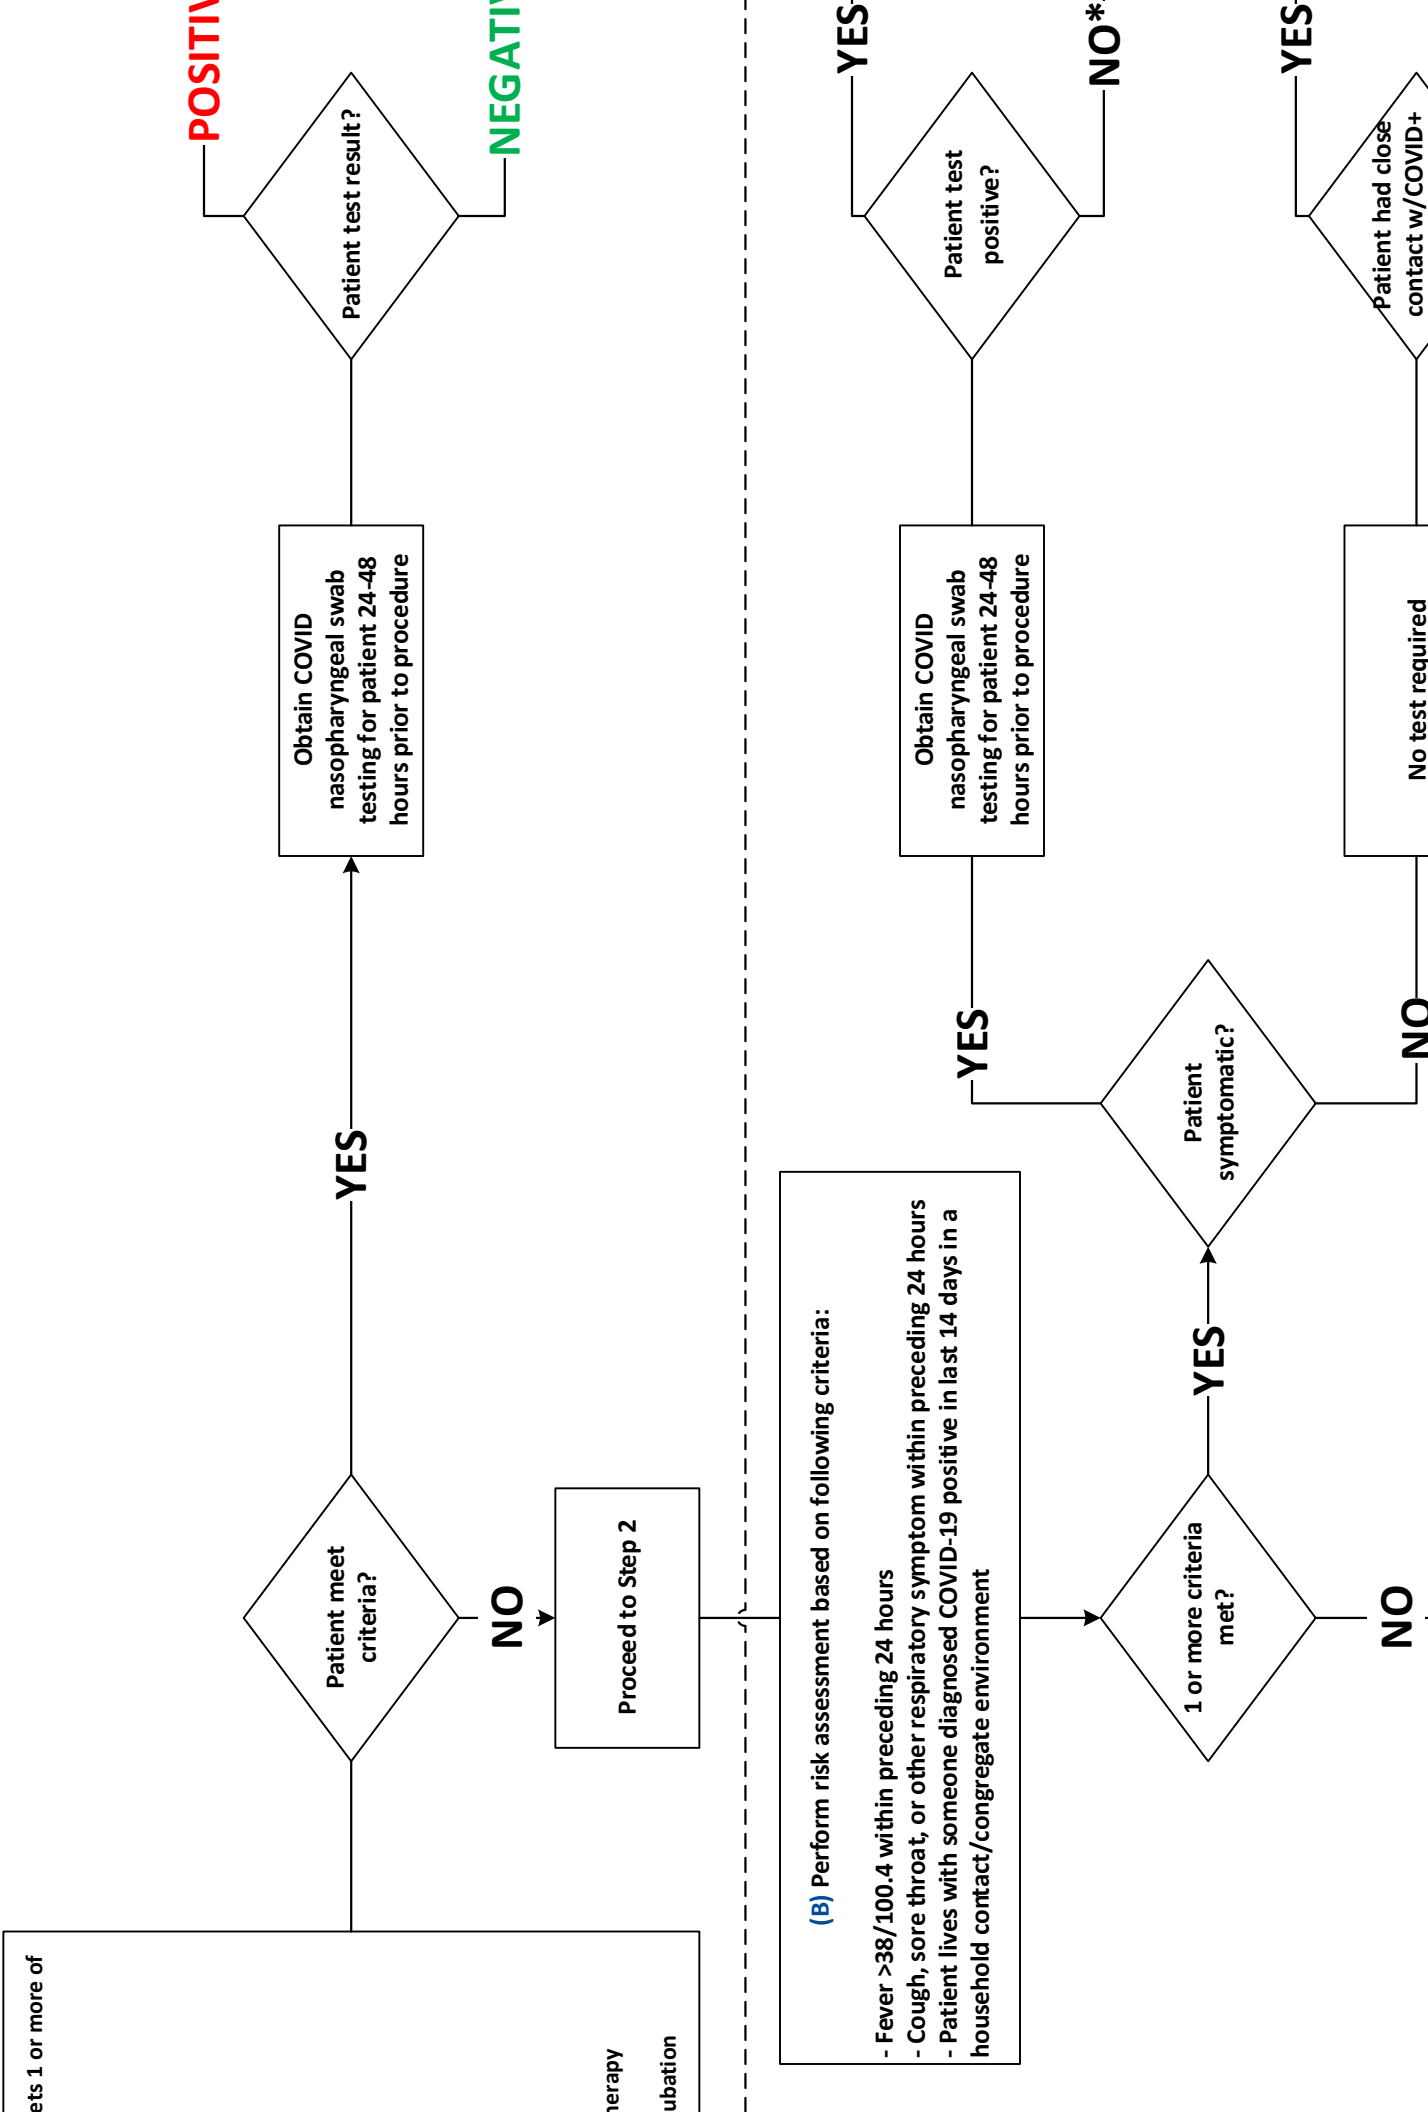 ets 1 or more of
herapy
ubation
Patient meet
criteria?
YES
Obtain COVID
nasopharyngeal swab
testing for patient 24-48
hours prior to procedure
Patient test result?
POSITIV
NEGATIV
NO
Proceed to Step 2
(B) Perform risk assessment based on following criteria:
- Fever >38/100.4 within preceding 24 hours
- Cough, sore throat, or other respiratory symptom within preceding 24 hours
- Patient lives with someone diagnosed COVID-19 positive in last 14 days in a
household contact/congregate environment
1 or more criteria
met?
YES
NO
Patient
symptomatic?
YES
Obtain COVID
nasopharyngeal swab
testing for patient 24-48
hours prior to procedure
Patient test
positive?
YES
NO*
NO
No test required
Patient had close
contact w/COVID+
YES